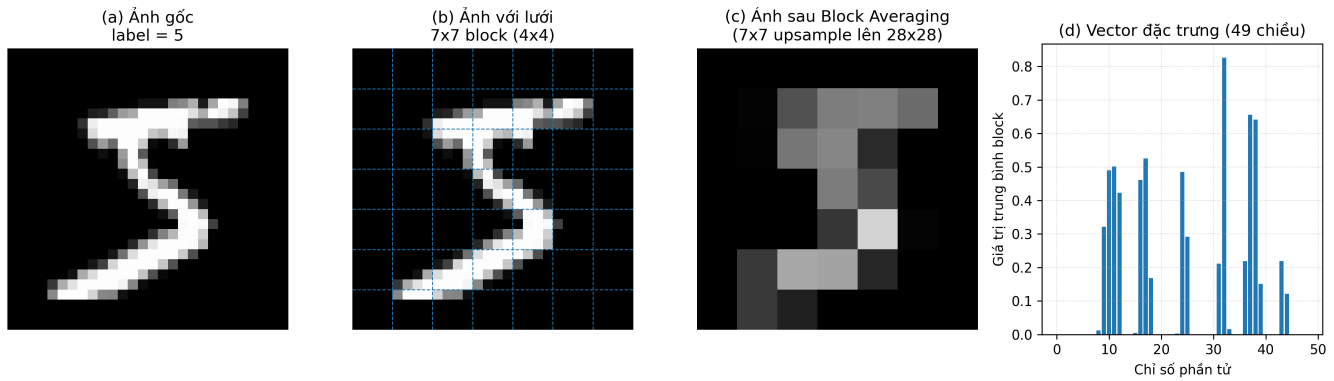 (a) Ảnh gốc
label = 5
(b) Ảnh với lưới
7x7 block (4x4)
(c) Ảnh sau Block Averaging
(7x7 upsample lên 28x28)
(d) Vector đặc trưng (49 chiều)
Giá trị trung bình block
0.8
0.7
0.6
0.5
0.4
0.3
0.2
0.1
0.0
0 10 20 30 40 50
Chỉ số phần tử